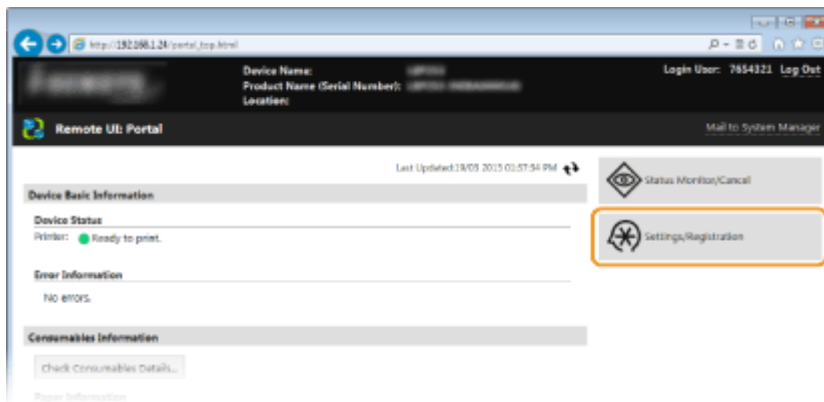 http://192.168.1.24/portal_top.html
Device Name:
Login User: 7654321 Log Out
Product Name (Serial Number):
Location:
Remote UI: Portal
Mail to System Manager
Last Updated:19/03 2015 01:57:54 PM
Status Monitor/Cancel
Device Basic Information
Device Status
Printer: Ready to print.
Settings/Registration
Error Information
No errors.
Consumables Information
Check Consumables Details...
Paper Information